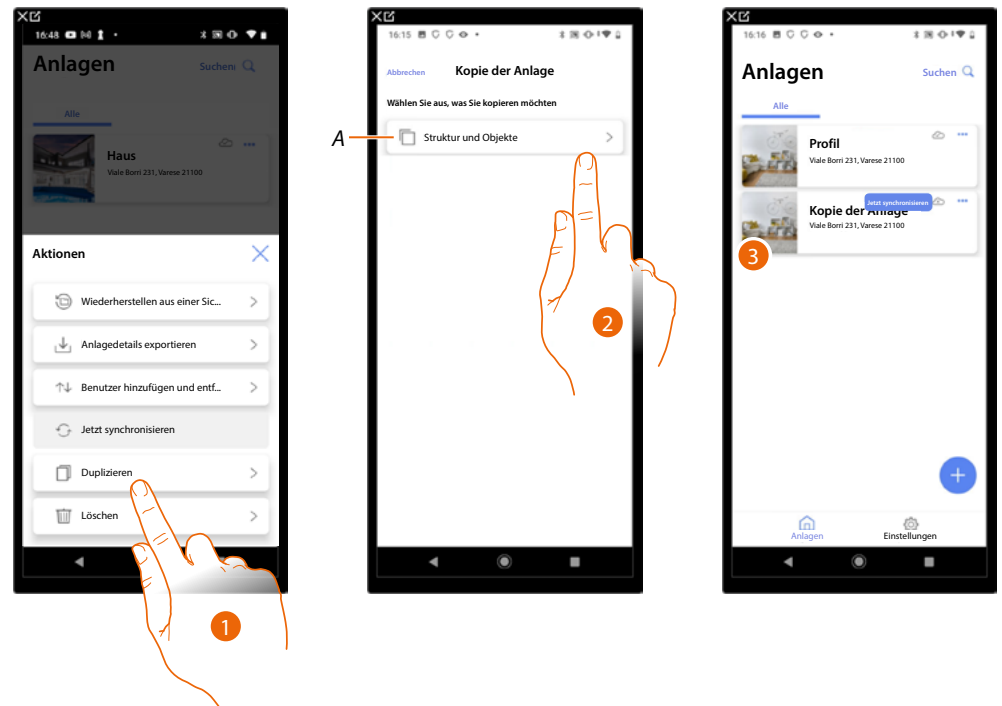 16:48
Anlagen
Suchen
Alle
Haus
Viale Borri 231, Varese 21100
Aktionen
Wiederherstellen aus einer Sic...
Anlagedetails exportieren
Benutzer hinzufügen und entf...
Jetzt synchronisieren
Duplizieren
Löschen
1
16:15
Abbrechen
Kopie der Anlage
Wählen Sie aus, was Sie kopieren möchten
A
Struktur und Objekte
2
16:16
Anlagen
Suchen
Alle
Profil
Viale Borri 231, Varese 21100
Jetzt synchronisieren
Kopie der Anlage
Viale Borri 231, Varese 21100
3
Anlagen
Einstellungen